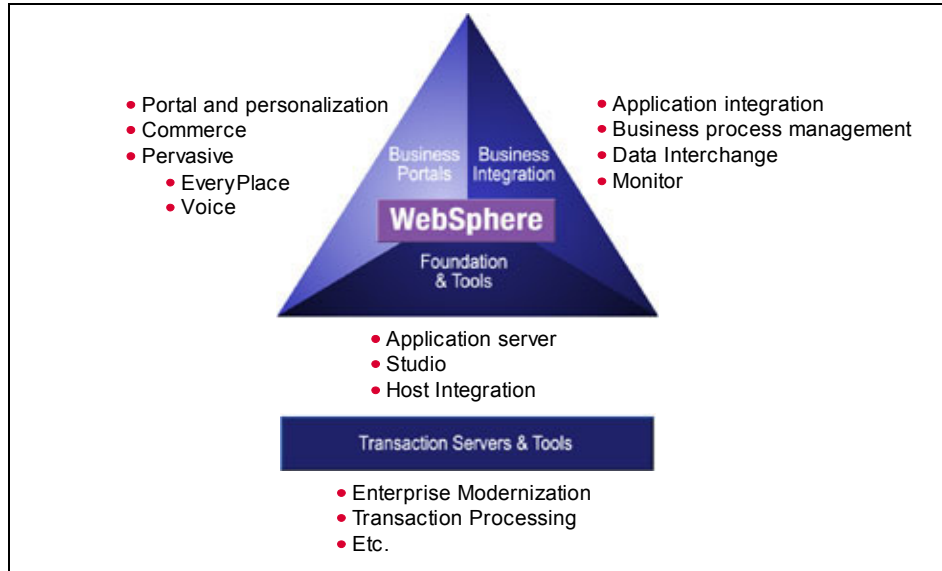 • Portal and personalization
• Commerce
• Pervasive
• EveryPlace
• Voice
Business
Portals
Business
Integration
• Application integration
• Business process management
• Data Interchange
• Monitor
WebSphere
Foundation
& Tools
• Application server
• Studio
• Host Integration
Transaction Servers & Tools
• Enterprise Modernization
• Transaction Processing
• Etc.